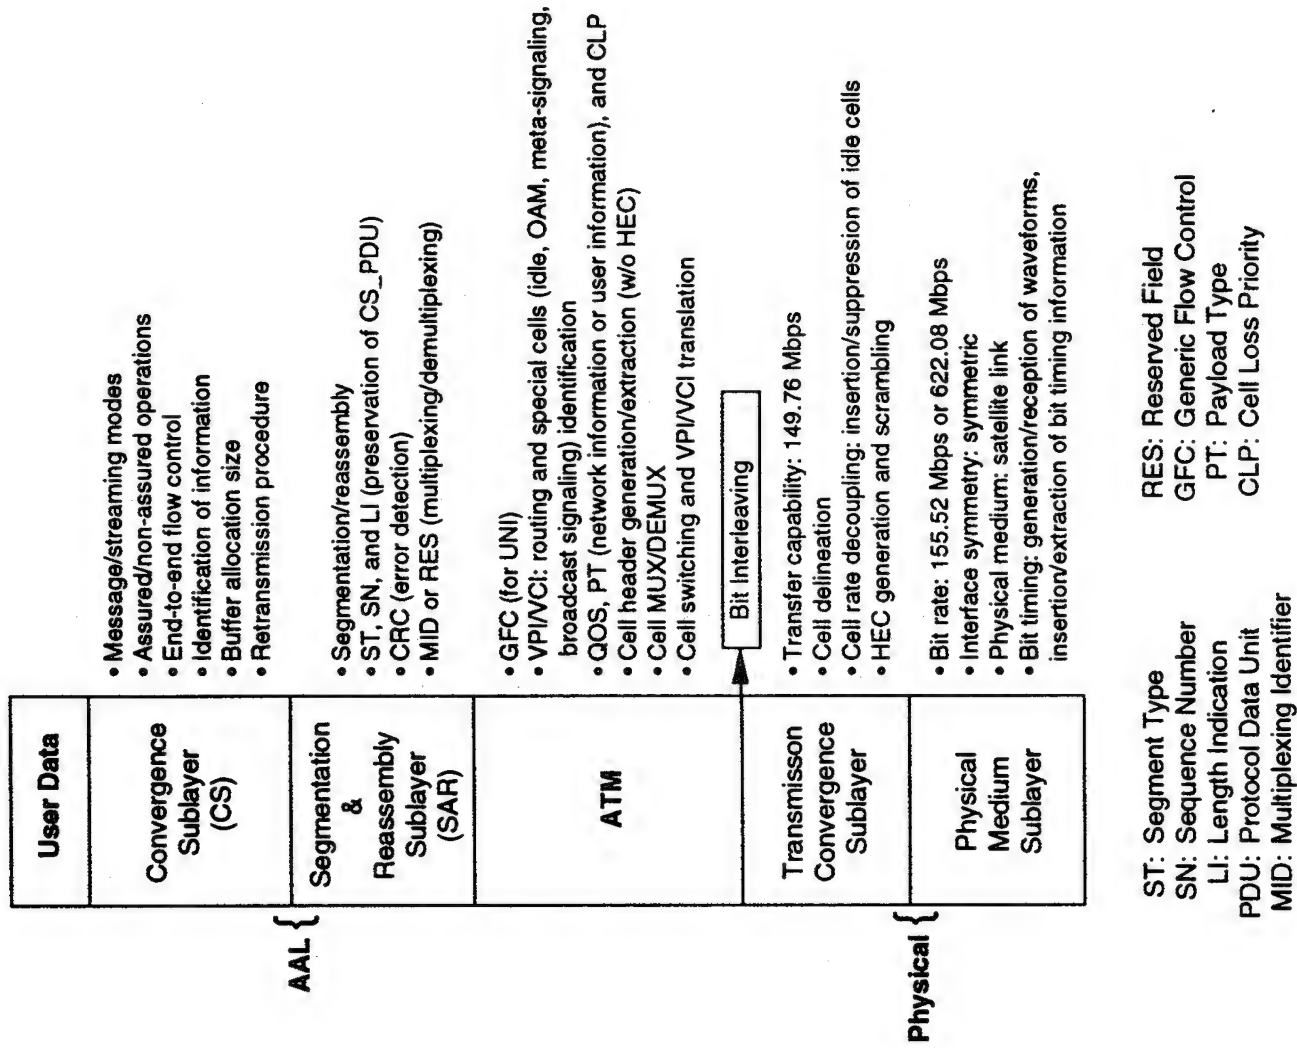 User Data
AAL {
Convergence
Sublayer
(CS)
• Message/streaming modes
• Assured/non-assured operations
• End-to-end flow control
• Identification of information
• Buffer allocation size
• Retransmission procedure
Segmentation
&
Reassembly
Sublayer
(SAR)
• Segmentation/reassembly
• ST, SN, and LI (preservation of CS_PDU)
• CRC (error detection)
• MID or RES (multiplexing/demultiplexing)
ATM
• GFC (for UNI)
• VPI/VCI: routing and special cells (idle, OAM, meta-signaling,
broadcast signaling) identification
• QOS, PT (network information or user information), and CLP
• Cell header generation/extraction (w/o HEC)
• Cell MUX/DEMUX
• Cell switching and VPI/VCI translation
Bit Interleaving
Physical {
Transmisson
Convergence
Sublayer
• Transfer capability: 149.76 Mbps
• Cell delineation
• Cell rate decoupling: insertion/suppression of idle cells
• HEC generation and scrambling
Physical
Medium
Sublayer
• Bit rate: 155.52 Mbps or 622.08 Mbps
• Interface symmetry: symmetric
• Physical medium: satellite link
• Bit timing: generation/reception of waveforms,
insertion/extraction of bit timing information
ST: Segment Type
SN: Sequence Number
LI: Length Indication
PDU: Protocol Data Unit
MID: Multiplexing Identifier
RES: Reserved Field
GFC: Generic Flow Control
PT: Payload Type
CLP: Cell Loss Priority